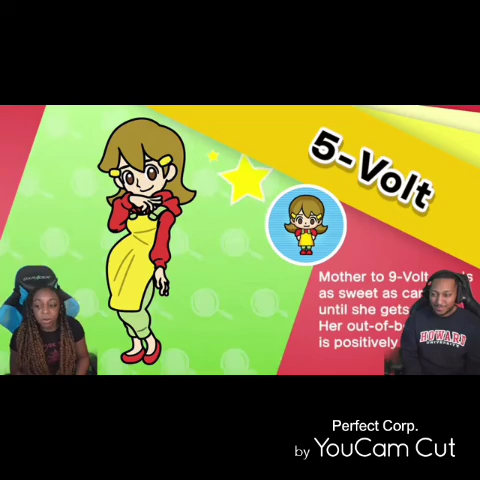 5-Volt
Mother to 9-Volt
as sweet as
until she gets
Her out-of-
is positively
HOWARD
UNIVERSITY
Perfect Corp.
by YouCam Cut